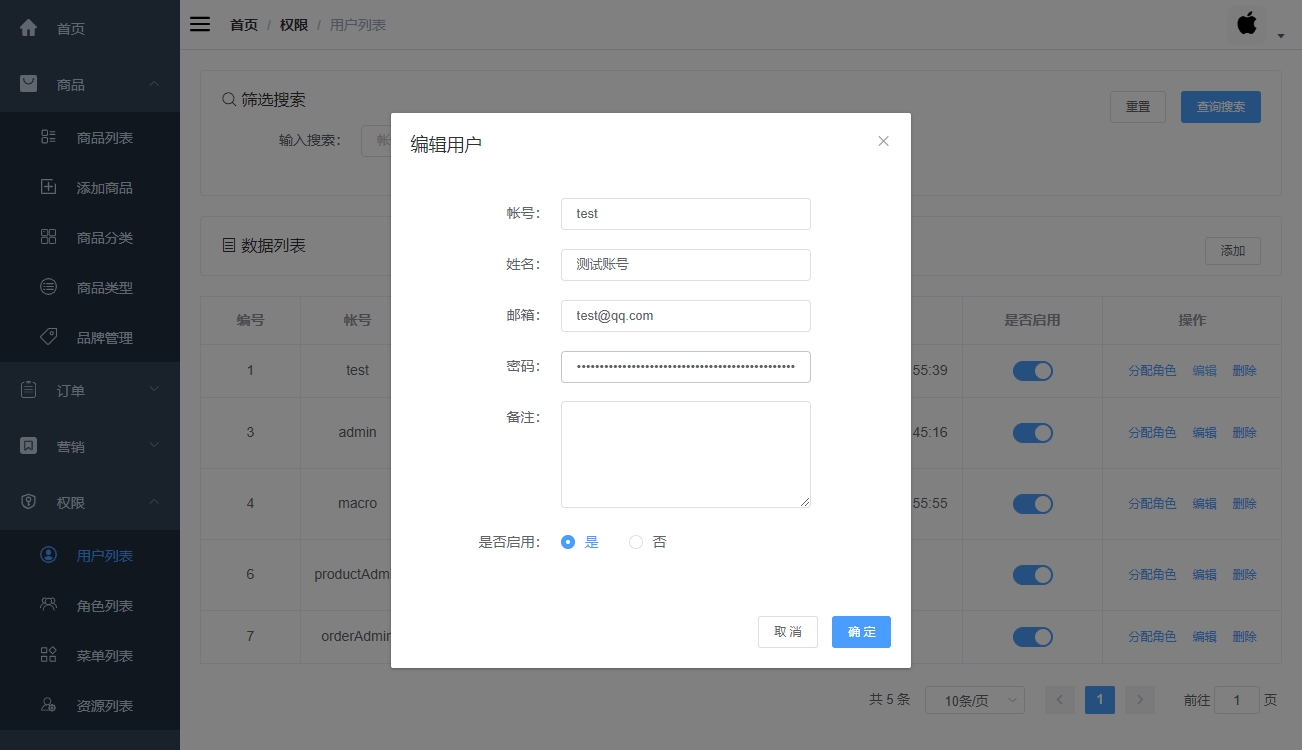 首页
商品
商品列表
添加商品
商品分类
商品类型
品牌管理
订单
营销
权限
用户列表
角色列表
菜单列表
资源列表
首页 / 权限 / 用户列表
筛选搜索
重置 查询搜索
输入搜索： 帐
数据列表
添加
编号 帐号 是否启用 操作
1 test 55:39 分配角色 编辑 删除
3 admin 45:16 分配角色 编辑 删除
4 macro 55:55 分配角色 编辑 删除
6 productAdm 分配角色 编辑 删除
7 orderAdmin 分配角色 编辑 删除
共 5 条 10条/页 1 前往 1 页
编辑用户
帐号： test
姓名： 测试账号
邮箱： test@qq.com
密码：
备注：
是否启用： 是 否
取 消 确 定